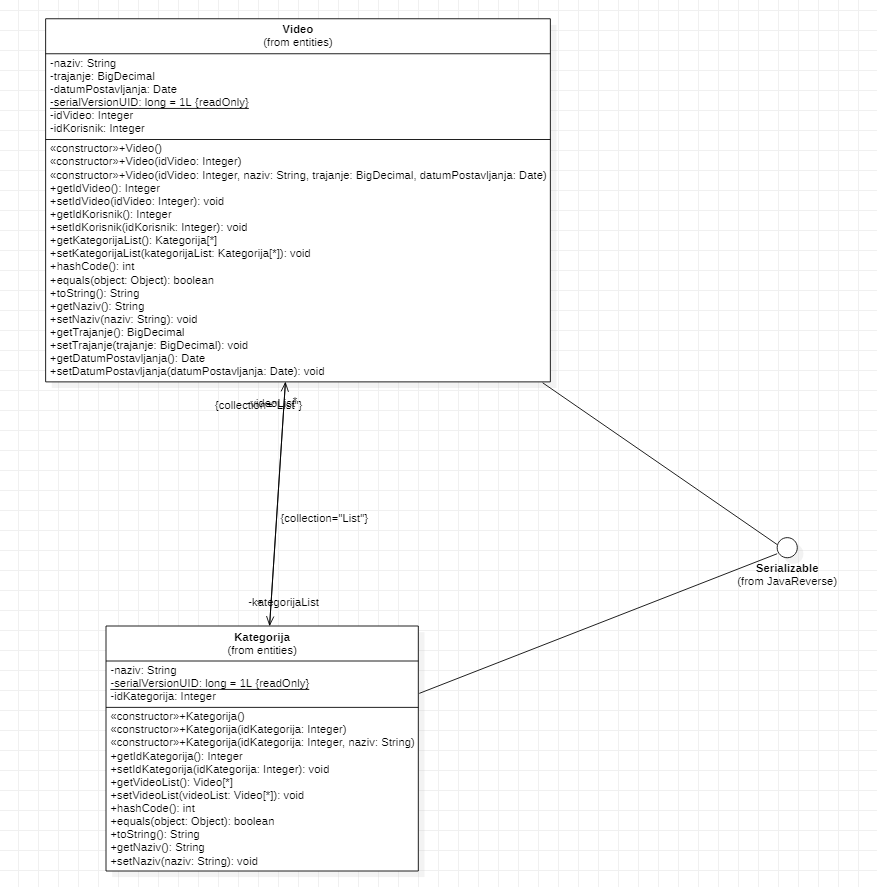 Video
(from entities)
-naziv: String
-trajanje: BigDecimal
-datumPostavljanja: Date
-serialVersionUID: long = 1L {readOnly}
-idVideo: Integer
-idKorisnik: Integer
«constructor»+Video()
«constructor»+Video(idVideo: Integer)
«constructor»+Video(idVideo: Integer, naziv: String, trajanje: BigDecimal, datumPostavljanja: Date)
+getIdVideo(): Integer
+setIdVideo(idVideo: Integer): void
+getIdKorisnik(): Integer
+setIdKorisnik(idKorisnik: Integer): void
+getKategorijaList(): Kategorija[*]
+setKategorijaList(kategorijaList: Kategorija[*]): void
+hashCode(): int
+equals(object: Object): boolean
+toString(): String
+getNaziv(): String
+setNaziv(naziv: String): void
+getTrajanje(): BigDecimal
+setTrajanje(trajanje: BigDecimal): void
+getDatumPostavljanja(): Date
+setDatumPostavljanja(datumPostavljanja: Date): void
-videoList
{collection="List"}
{collection="List"}
-kategorijaList
Serializable
(from JavaReverse)
Kategorija
(from entities)
-naziv: String
-serialVersionUID: long = 1L {readOnly}
-idKategorija: Integer
«constructor»+Kategorija()
«constructor»+Kategorija(idKategorija: Integer)
«constructor»+Kategorija(idKategorija: Integer, naziv: String)
+getIdKategorija(): Integer
+setIdKategorija(idKategorija: Integer): void
+getVideoList(): Video[*]
+setVideoList(videoList: Video[*]): void
+hashCode(): int
+equals(object: Object): boolean
+toString(): String
+getNaziv(): String
+setNaziv(naziv: String): void